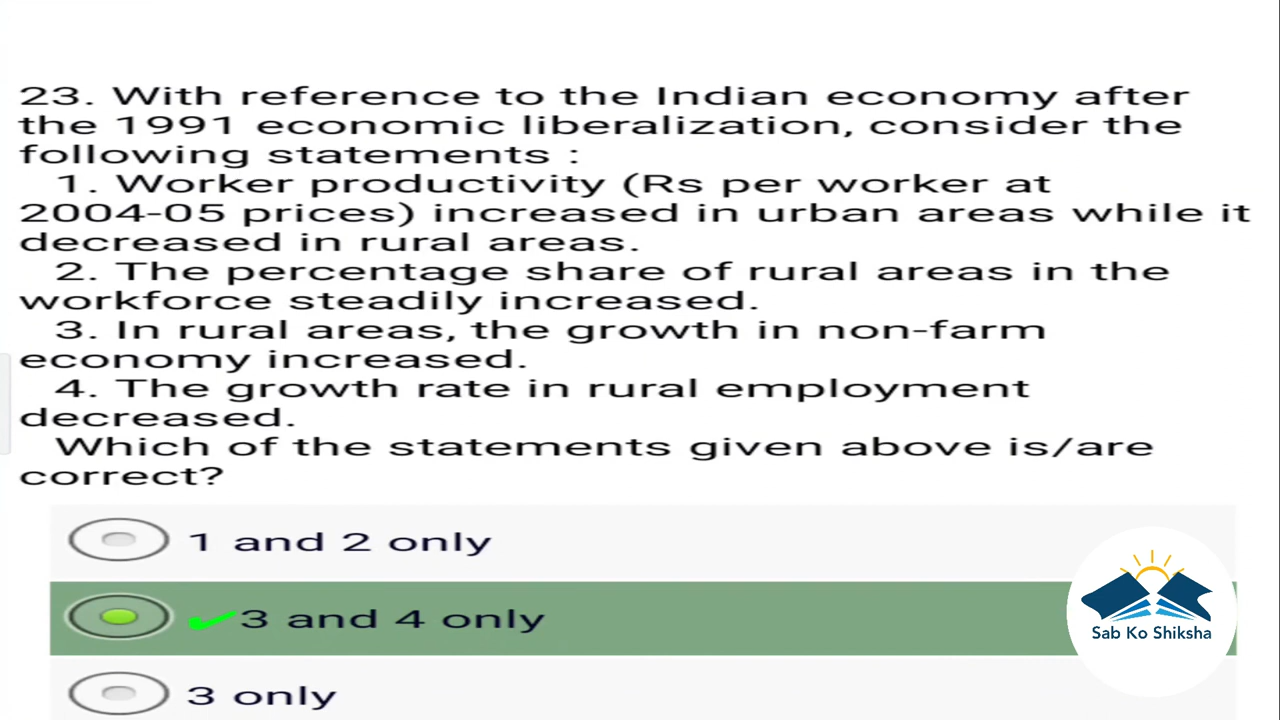 23. With reference to the Indian economy after
the 1991 economic liberalization, consider the
following statements :
1. Worker productivity (Rs per worker at
2004-05 prices) increased in urban areas while it
decreased in rural areas.
2. The percentage share of rural areas in the
workforce steadily increased.
3. In rural areas, the growth in non-farm
economy increased.
4. The growth rate in rural employment
decreased.
Which of the statements given above is/are
correct?
1 and 2 only
✓3 and 4 only
3 only
Sab Ko Shiksha